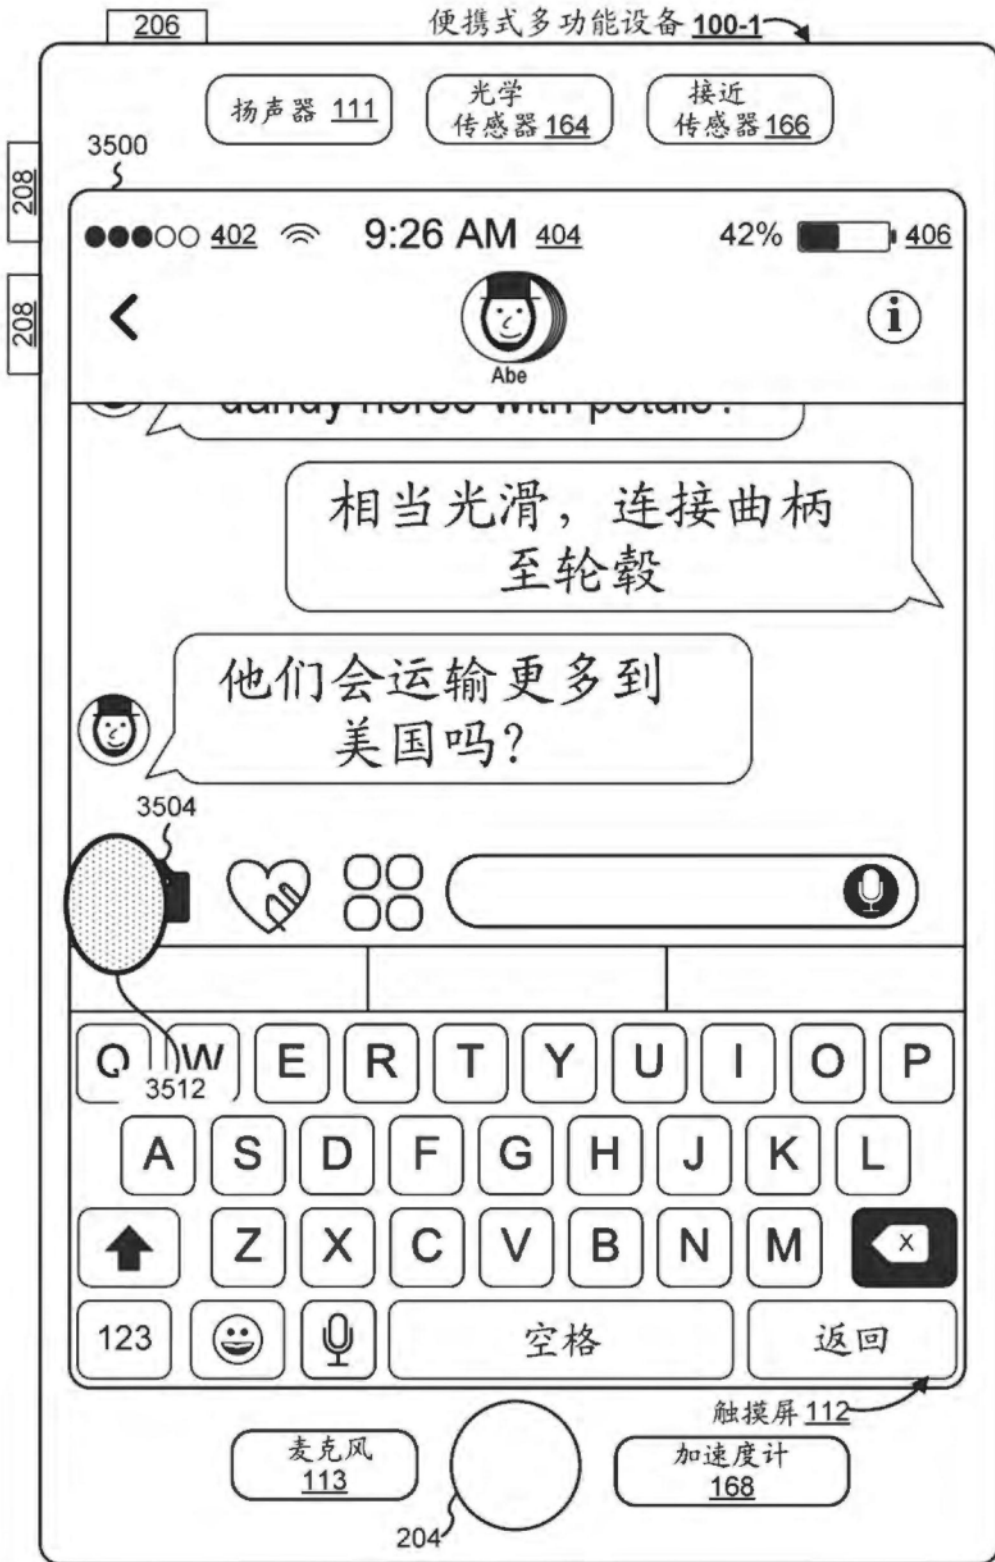 206
便携式多功能设备 100-1
扬声器 111
光学
传感器 164
接近
传感器 166
3500
208
402 9:26 AM 404 42% 406
208
i
Abe
dandy horse with pedals?
相当光滑，连接曲柄
至轮毂
他们会运输更多到
美国吗？
3504
Q W E R T Y U I O P
3512
A S D F G H J K L
Z X C V B N M X
123 空格 返回
触摸屏 112
麦克风
113
加速度计
168
204